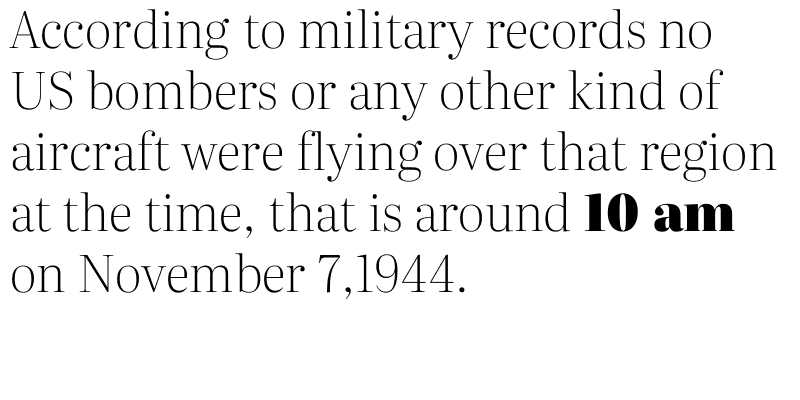 According to military records no
US bombers or any other kind of
aircraft were flying over that region
at the time, that is around 10 am
on November 7,1944.